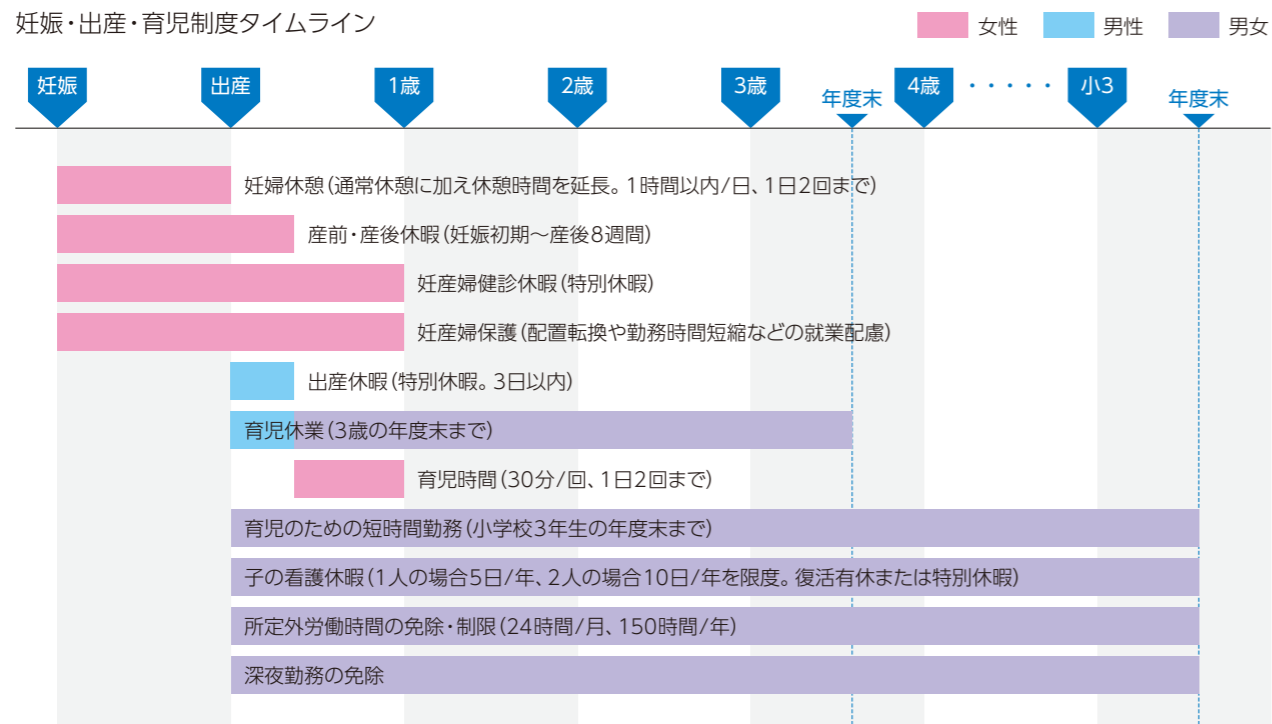 妊娠・出産・育児制度タイムライン
女性
男性
男女
妊娠
出産
1歳
2歳
3歳
年度末
4歳
・・・・・
小3
年度末
妊婦休憩(通常休憩に加え休憩時間を延長。1時間以内/日、1日2回まで)
産前・産後休暇(妊娠初期〜産後8週間)
妊産婦健診休暇(特別休暇)
妊産婦保護(配置転換や勤務時間短縮などの就業配慮)
出産休暇(特別休暇。3日以内)
育児休業(3歳の年度末まで)
育児時間(30分/回、1日2回まで)
育児のための短時間勤務(小学校3年生の年度末まで)
子の看護休暇(1人の場合5日/年、2人の場合10日/年を限度。復活有休または特別休暇)
所定外労働時間の免除・制限(24時間/月、150時間/年)
深夜勤務の免除